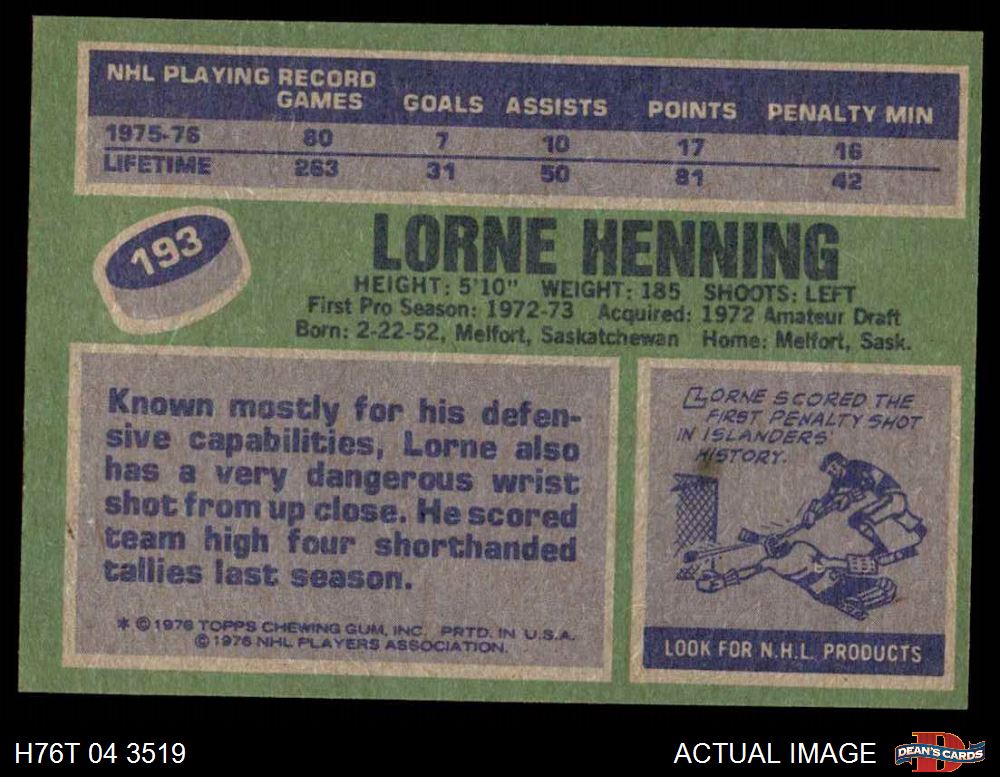 NHL PLAYING RECORD
GAMES GOALS ASSISTS POINTS PENALTY MIN
1975-76 80 7 10 17 16
LIFETIME 263 31 50 81 42
193
LORNE HENNING
HEIGHT: 5'10" WEIGHT: 185 SHOOTS: LEFT
First Pro Season: 1972-73 Acquired: 1972 Amateur Draft
Born: 2-22-52, Melfort, Saskatchewan Home: Melfort, Sask.
Known mostly for his defen-
sive capabilities, Lorne also
has a very dangerous wrist
shot from up close. He scored
team high four shorthanded
tallies last season.
* © 1976 TOPPS CHEWING GUM, INC. PRTD. IN U.S.A.
© 1976 NHL PLAYERS ASSOCIATION.
LORNE SCORED THE
FIRST PENALTY SHOT
IN ISLANDERS'
HISTORY.
LOOK FOR N.H.L. PRODUCTS
H76T 04 3519
ACTUAL IMAGE
D
DEAN'S CARDS